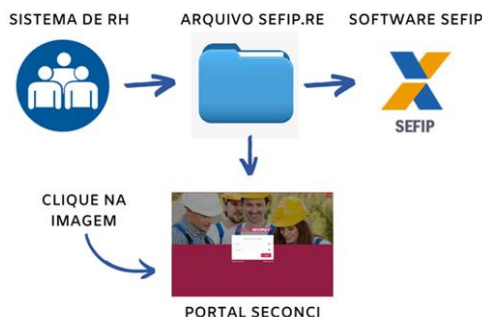 SISTEMA DE RH
ARQUIVO SEFIP.RE
SOFTWARE SEFIP
SEFIP
CLIQUE NA
IMAGEM
PORTAL SECONCI